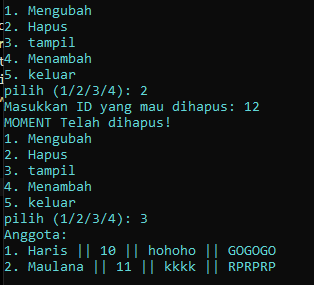 1. Mengubah
2. Hapus
3. tampil
4. Menambah
5. keluar
pilih (1/2/3/4): 2
Masukkan ID yang mau dihapus: 12
MOMENT Telah dihapus!
1. Mengubah
2. Hapus
3. tampil
4. Menambah
5. keluar
pilih (1/2/3/4): 3
Anggota:
1. Haris || 10 || hohoho || GOGOGO
2. Maulana || 11 || kkkk || RPRPRP